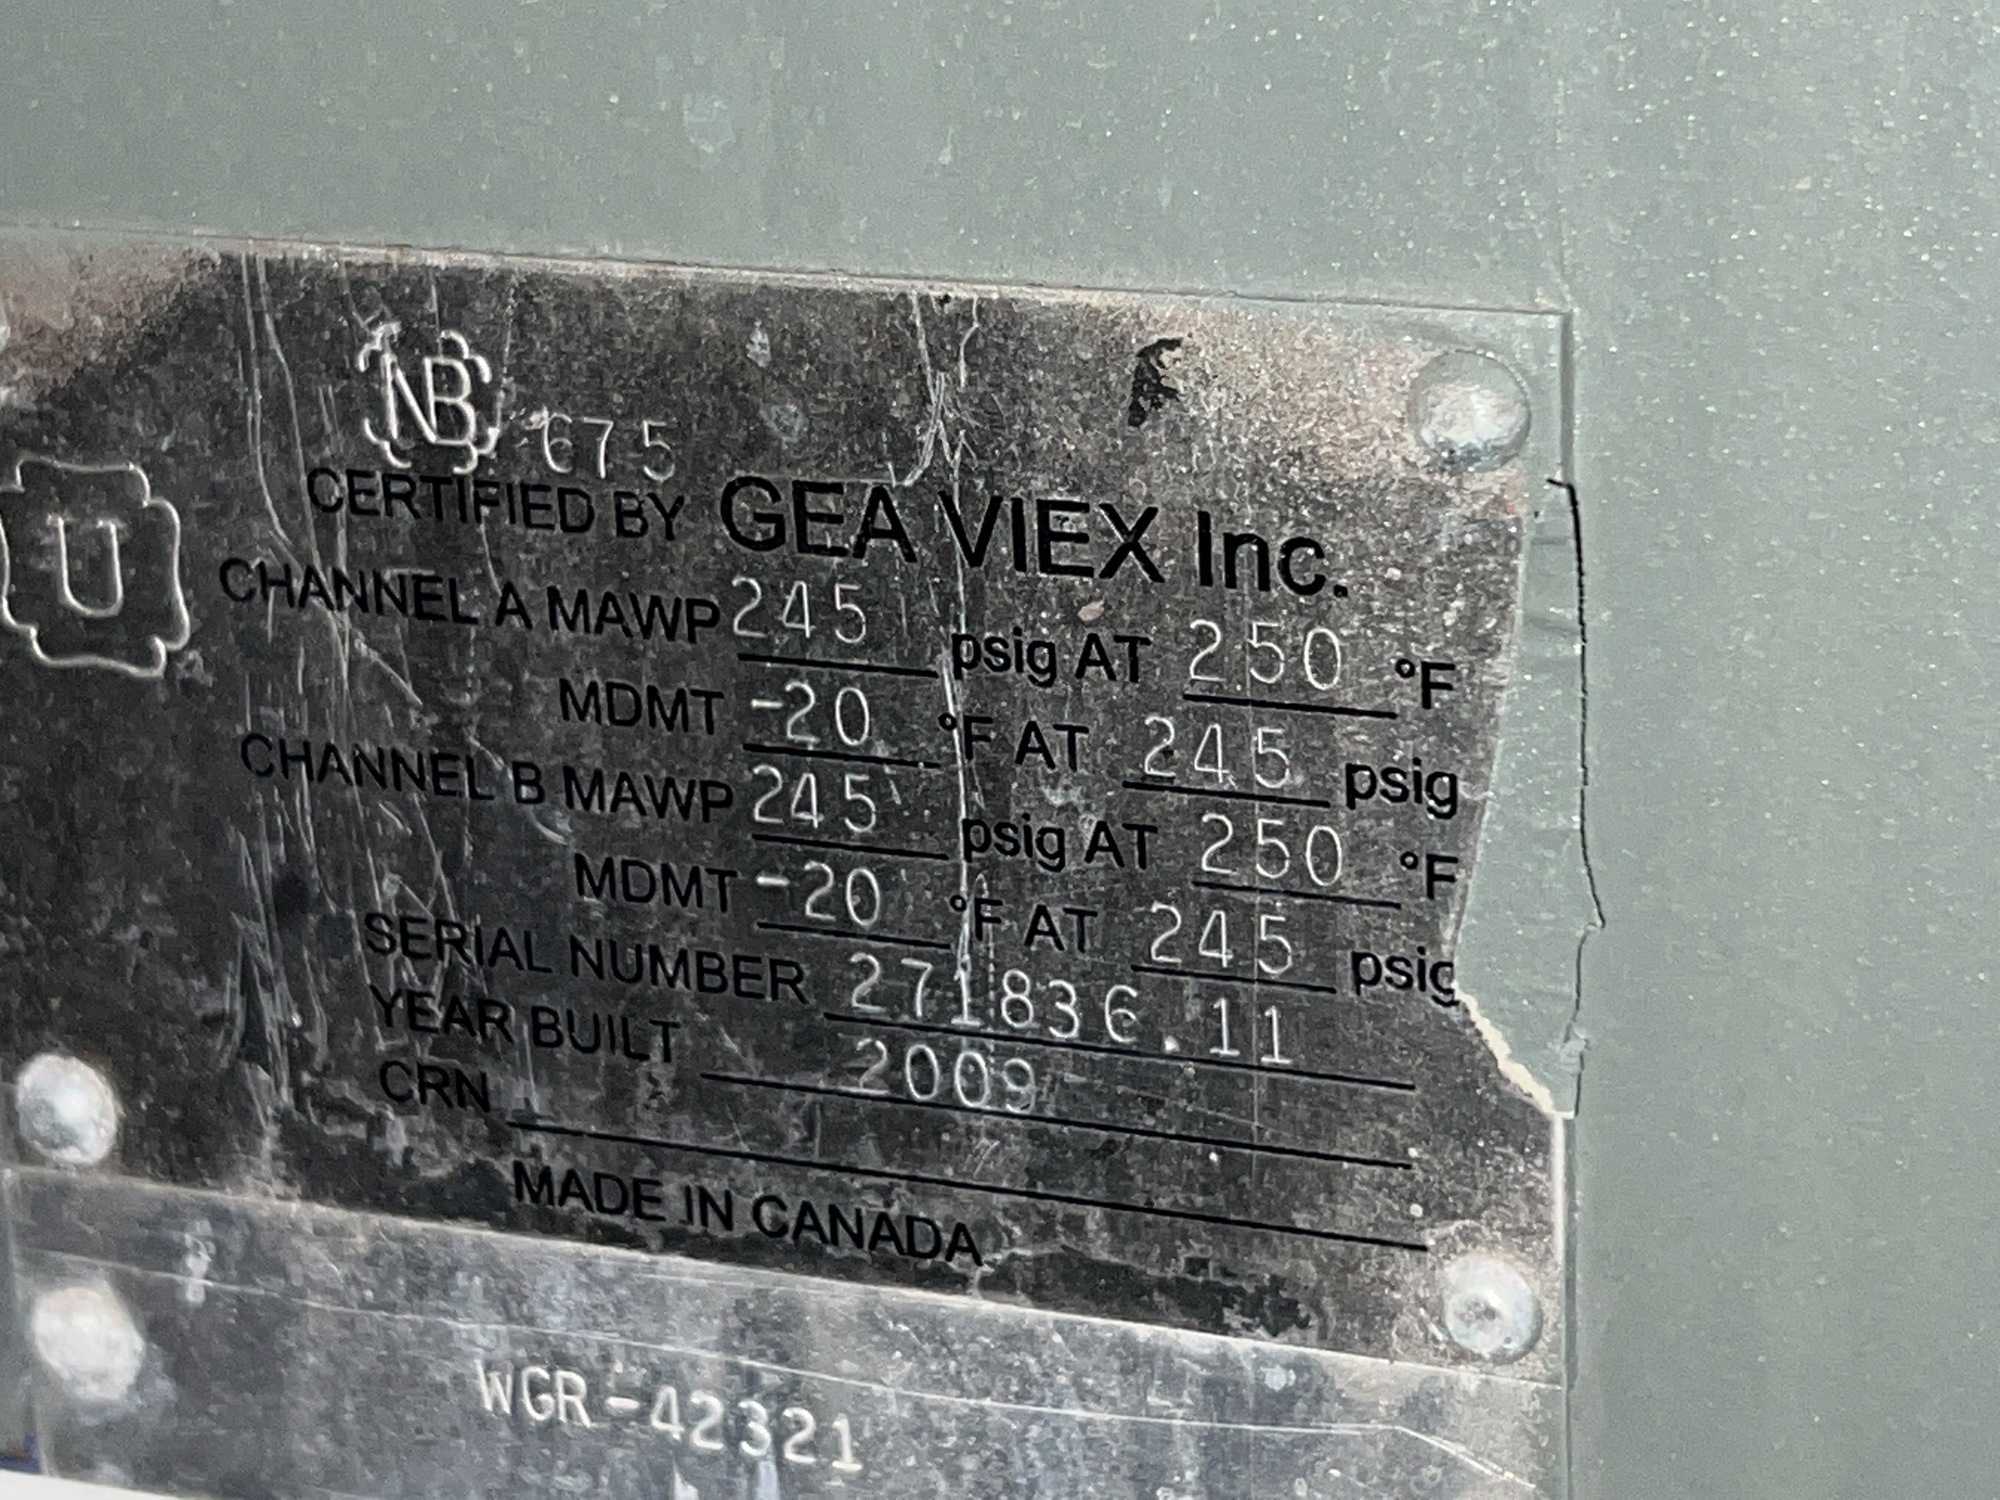 NB 675
U
CERTIFIED BY GEA VIEX Inc.
CHANNEL A MAWP 245 psig AT 250 °F
MDMT -20 °F AT 245 psig
CHANNEL B MAWP 245 psig AT 250 °F
MDMT -20 °F AT 245 psig
SERIAL NUMBER 271836.11
YEAR BUILT 2009
CRN
MADE IN CANADA
WGR-42321